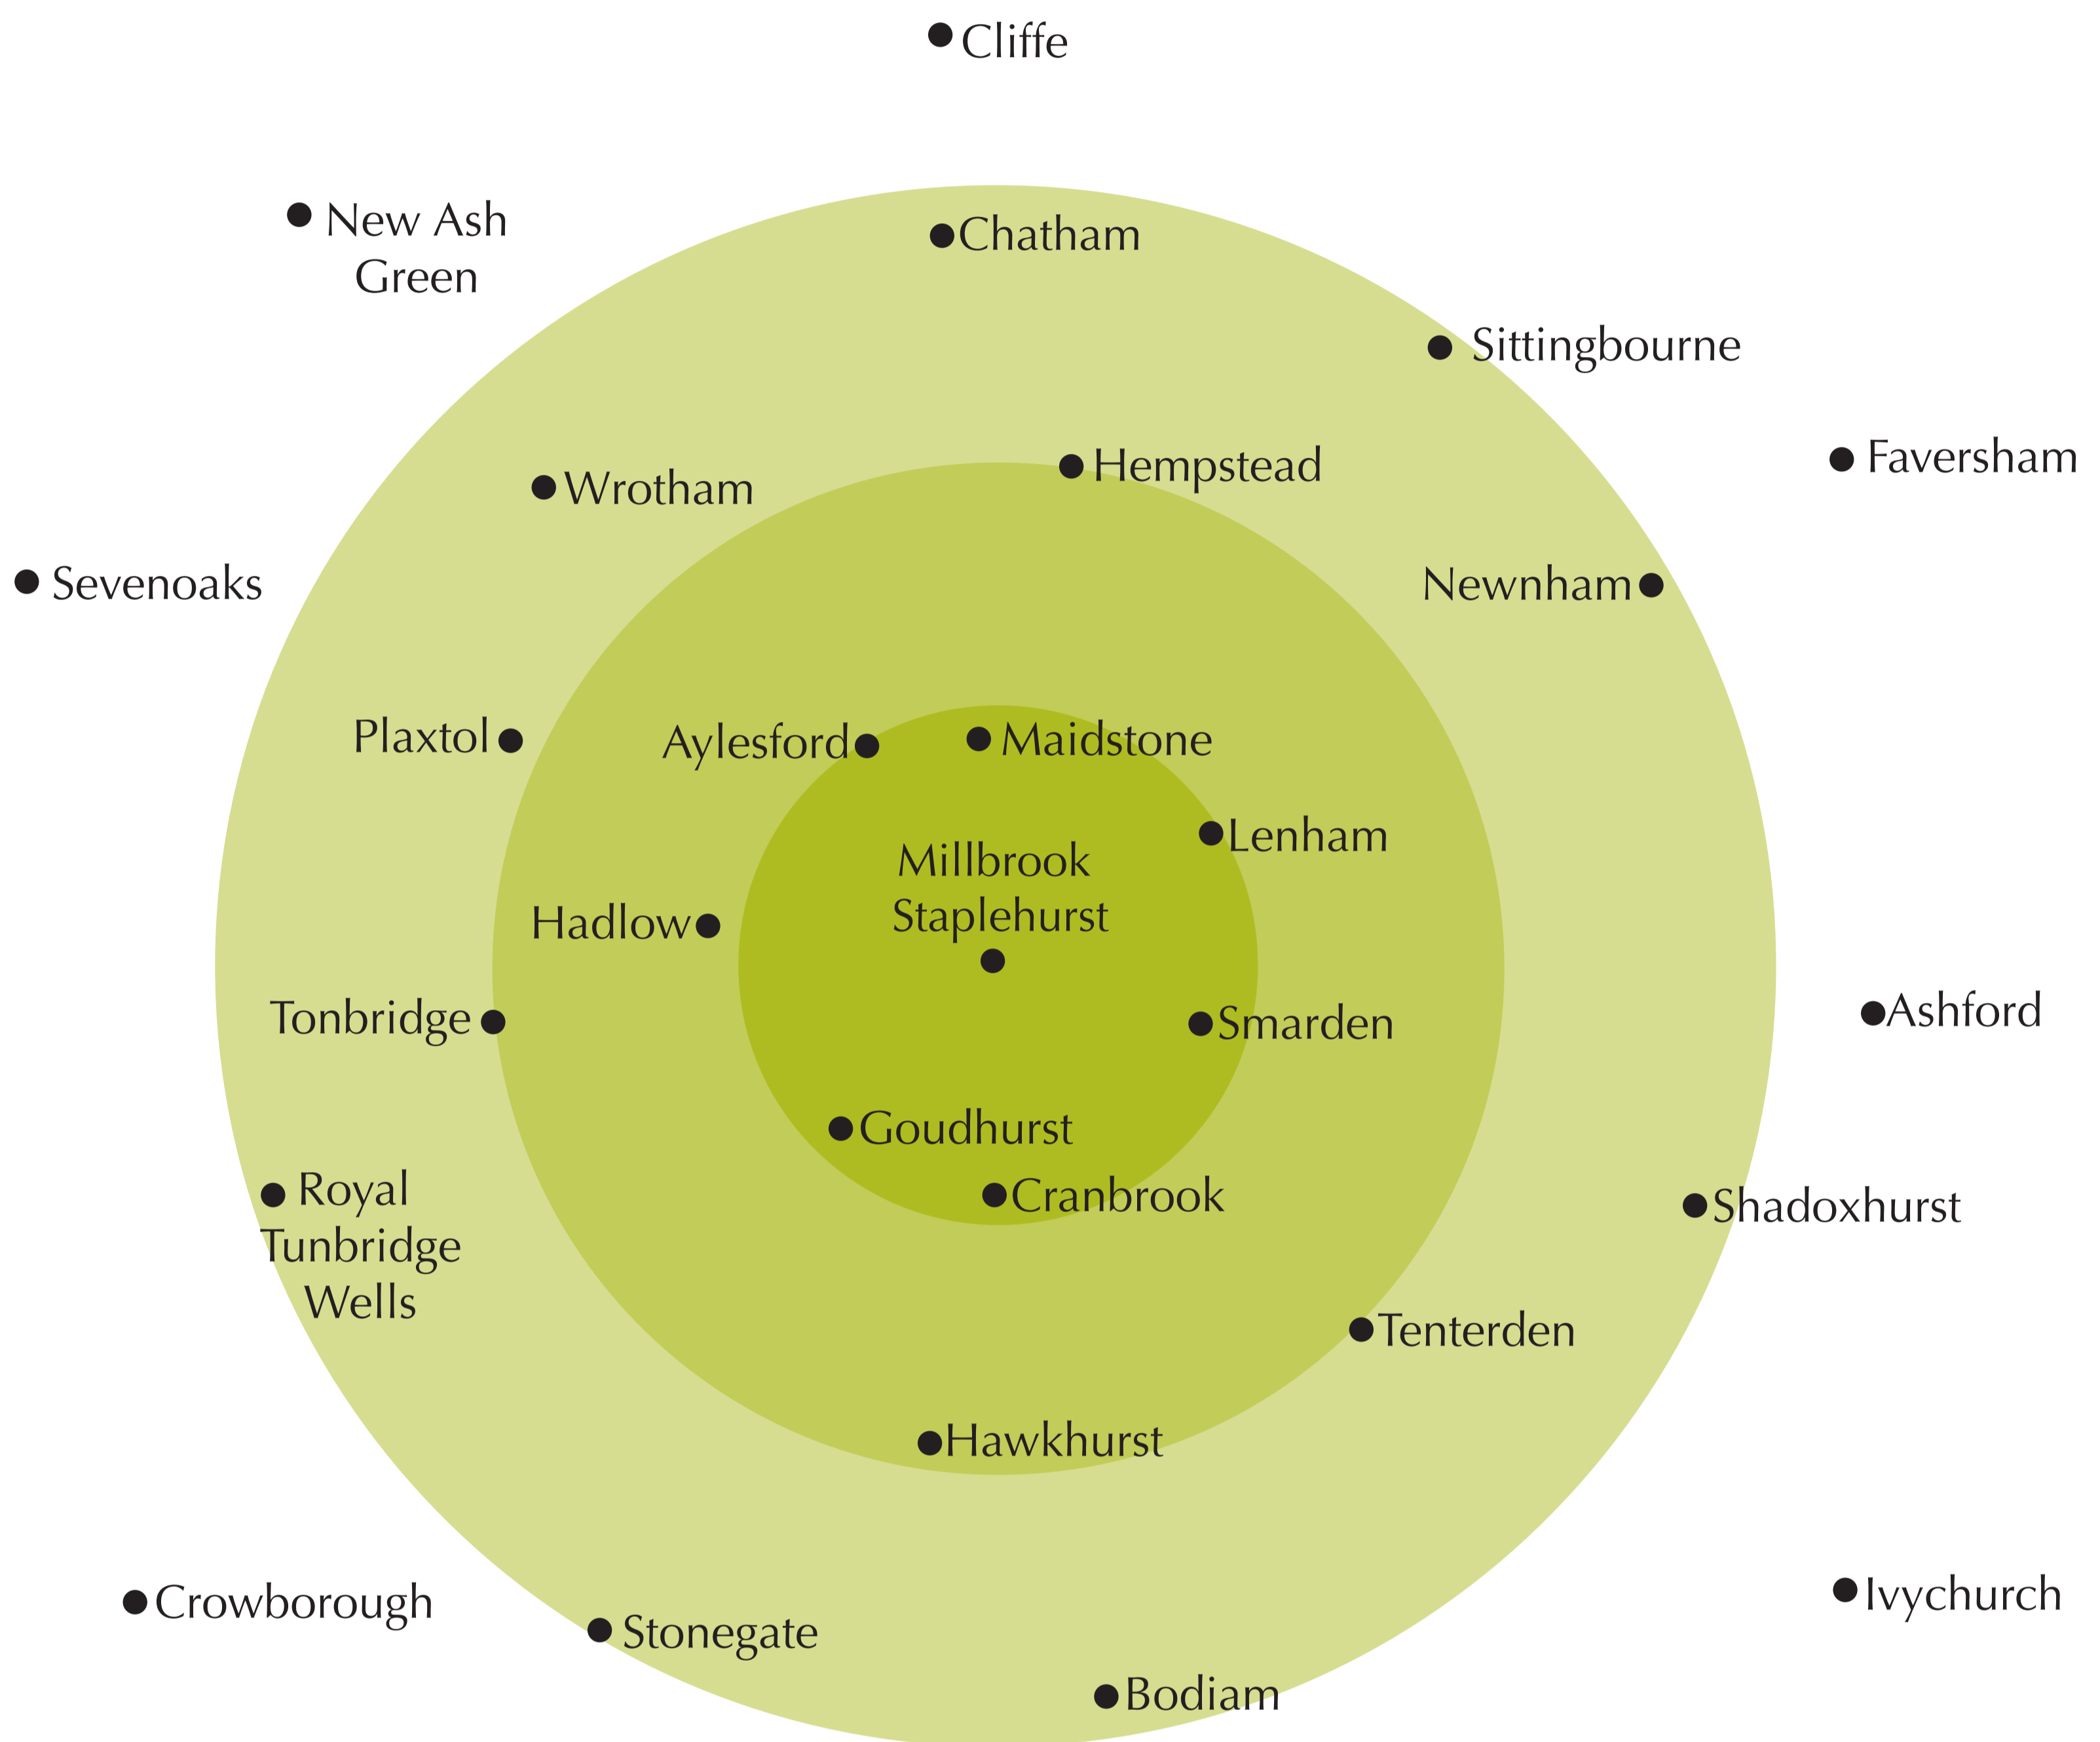 Cliffe
New Ash
Green
Chatham
Sittingbourne
Faversham
Hempstead
Wrotham
Sevenoaks
Newnham
Plaxtol
Aylesford
Maidstone
Lenham
Millbrook
Staplehurst
Hadlow
Tonbridge
Smarden
Ashford
Goudhurst
Cranbrook
Royal
Tunbridge
Wells
Shadoxhurst
Tenterden
Hawkhurst
Crowborough
Ivychurch
Stonegate
Bodiam